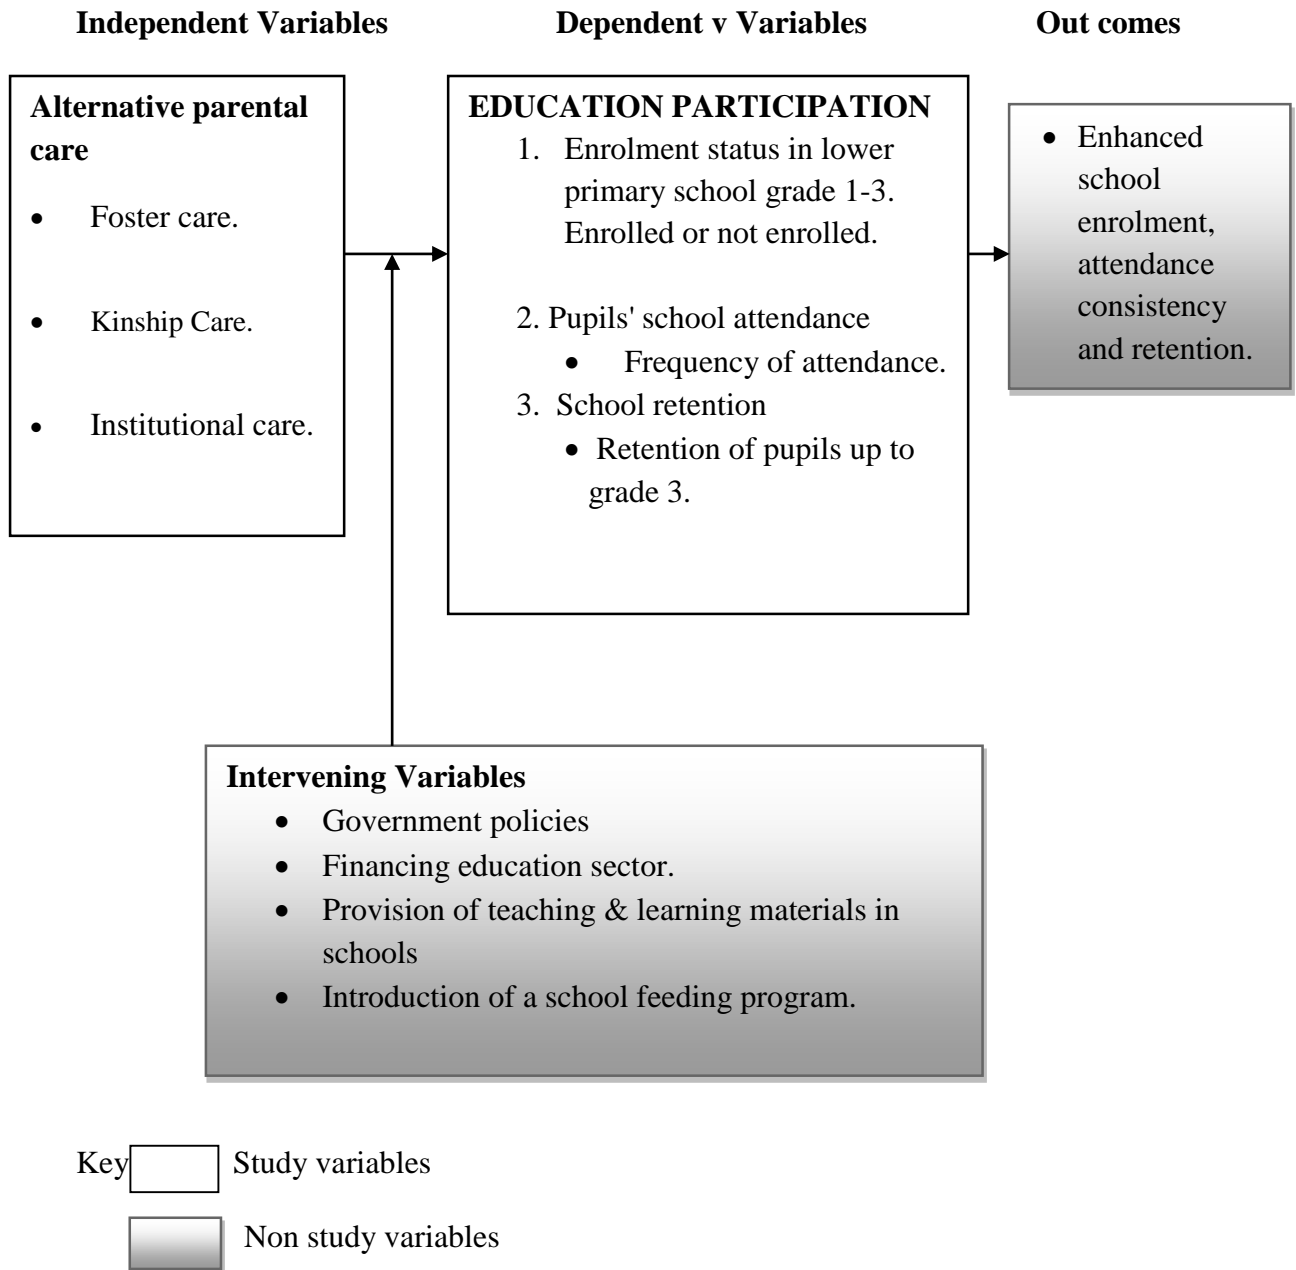 Independent Variables
Dependent v Variables
Out comes
Alternative parental
care
• Foster care.
• Kinship Care.
• Institutional care.
EDUCATION PARTICIPATION
1. Enrolment status in lower
primary school grade 1-3.
Enrolled or not enrolled.
2. Pupils' school attendance
• Frequency of attendance.
3. School retention
• Retention of pupils up to
grade 3.
• Enhanced
school
enrolment,
attendance
consistency
and retention.
Intervening Variables
• Government policies
• Financing education sector.
• Provision of teaching & learning materials in
schools
• Introduction of a school feeding program.
Key
Study variables
Non study variables